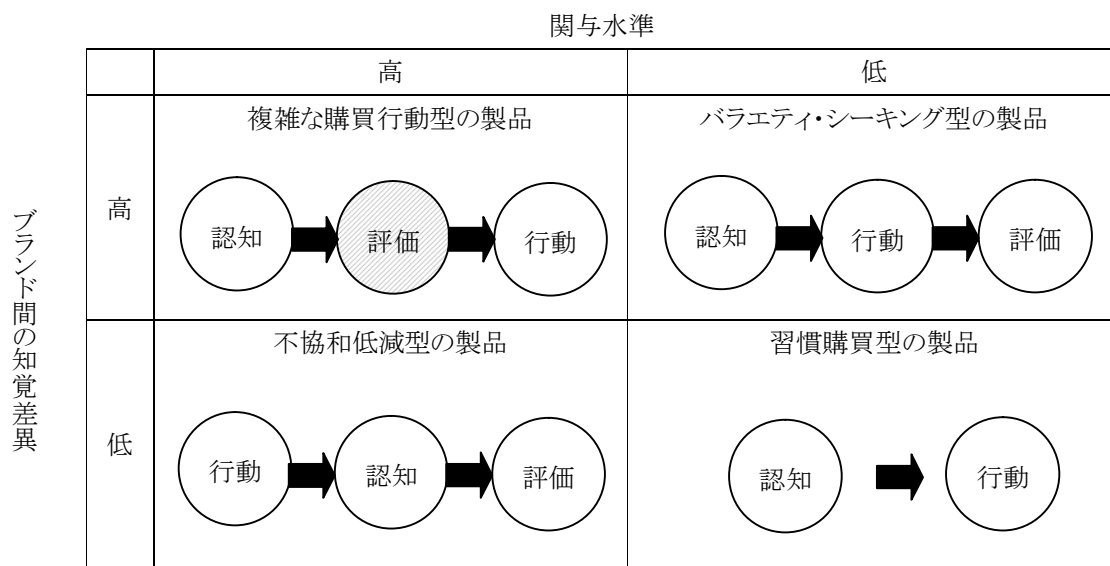 関与水準
高
低
ブランド間の知覚差異
高
複雑な購買行動型の製品
認知
評価
行動
バラエティ・シーキング型の製品
認知
行動
評価
低
不協和低減型の製品
行動
認知
評価
習慣購買型の製品
認知
行動